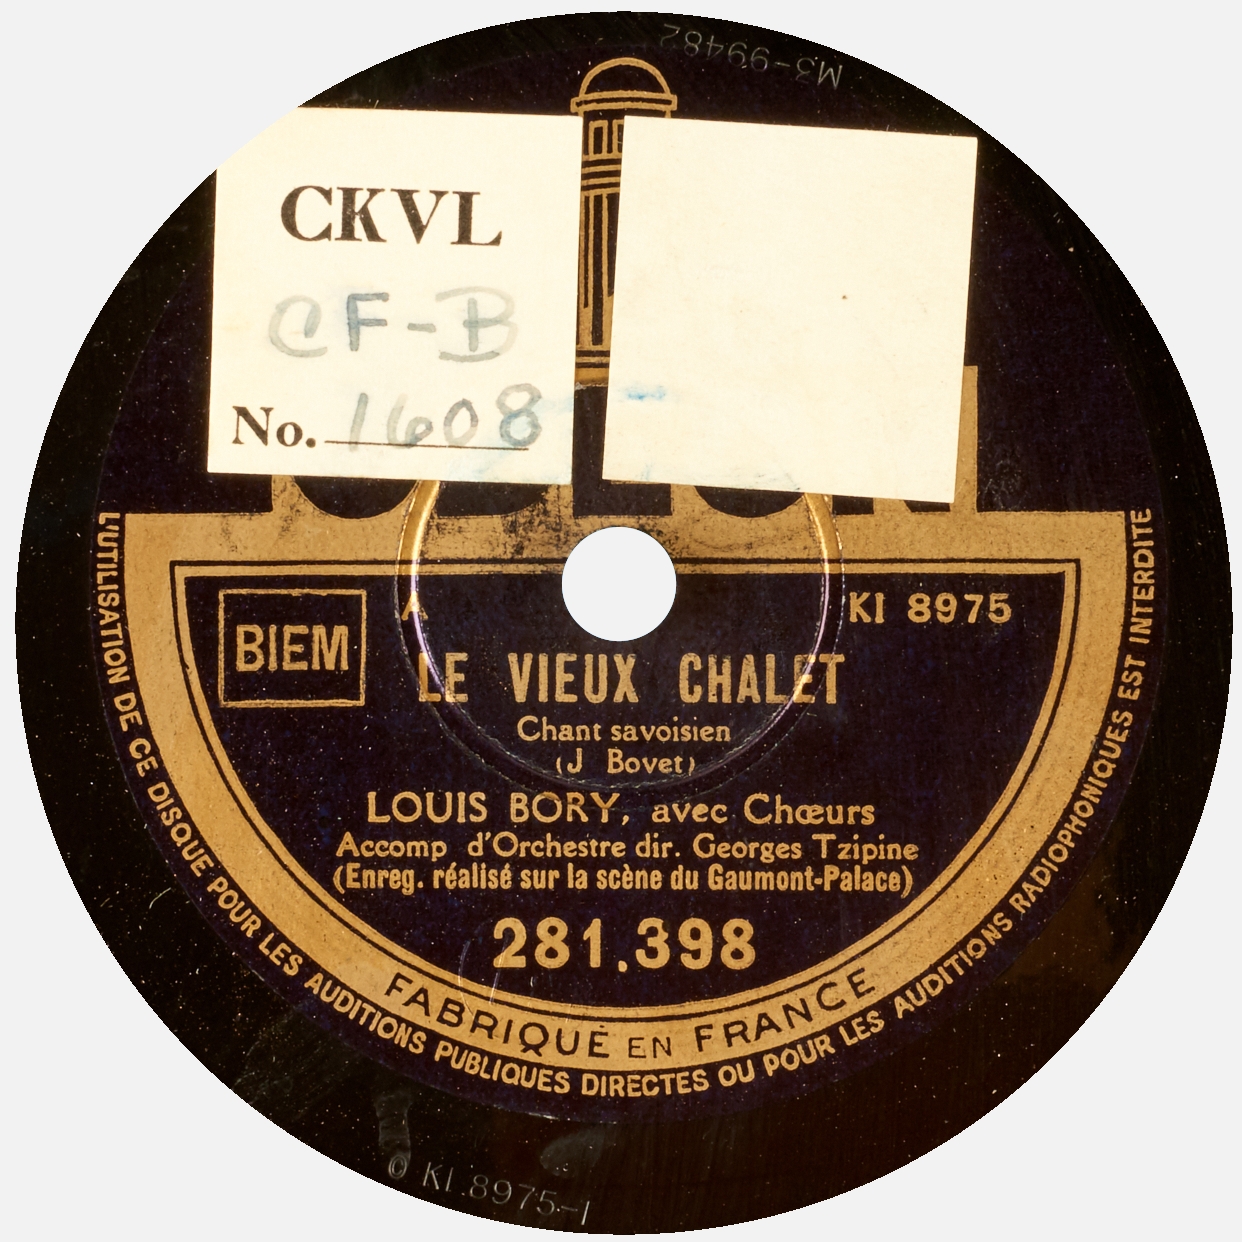 M3-99482
CKVL
CF-B
No. 1608
BIEM
A
KI 8975
LE VIEUX CHALET
Chant savoisien
(J Bovet)
LOUIS BORY, avec Chœurs
Accomp d'Orchestre dir. Georges Tzipine
(Enreg. réalisé sur la scène du Gaumont-Palace)
281.398
FABRIQUÉ EN FRANCE
L'UTILISATION DE CE DISQUE POUR LES AUDITIONS PUBLIQUES DIRECTES OU POUR LES AUDITIONS RADIOPHONIQUES EST INTERDITE
KI 8975-1